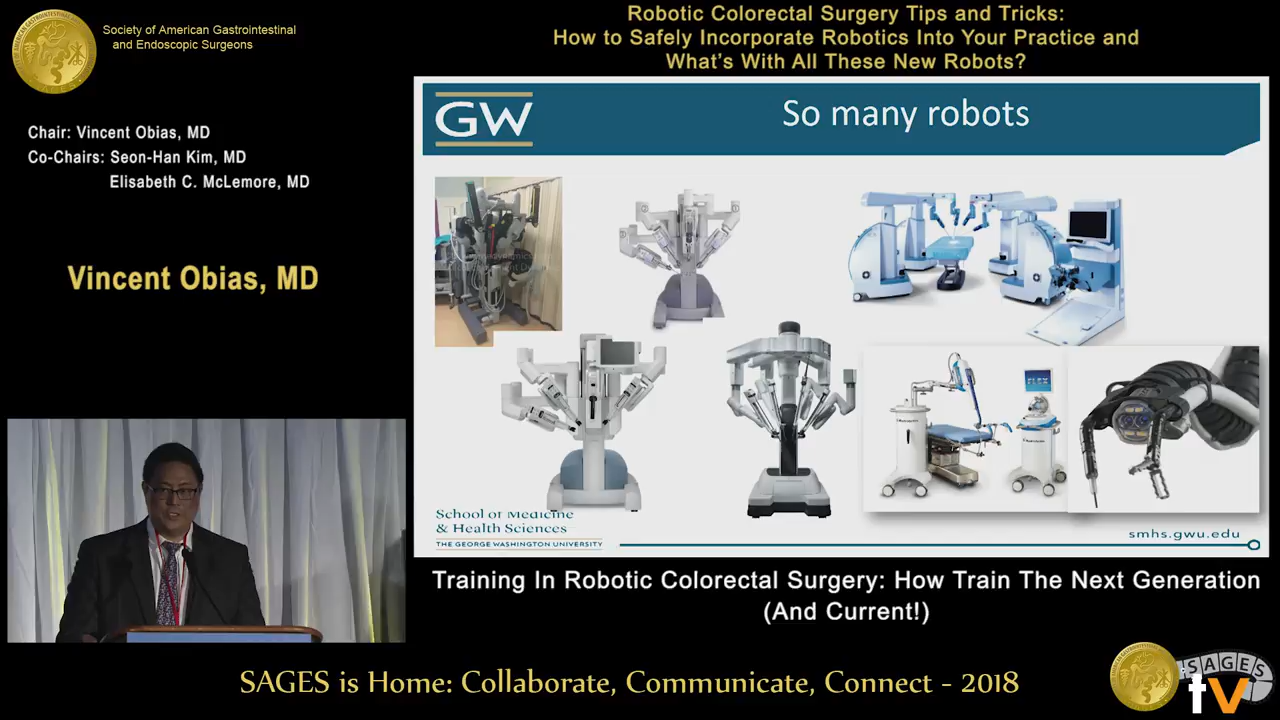 Society of American Gastrointestinal
and Endoscopic Surgeons
Robotic Colorectal Surgery Tips and Tricks:
How to Safely Incorporate Robotics Into Your Practice and
What's With All These New Robots?
Chair: Vincent Obias, MD
Co-Chairs: Seon-Han Kim, MD
Elisabeth C. McLemore, MD
Vincent Obias, MD
GW
So many robots
FLEX
School of Medicine
& Health Sciences
THE GEORGE WASHINGTON UNIVERSITY
smhs.gwu.edu
Training In Robotic Colorectal Surgery: How Train The Next Generation
(And Current!)
SAGES is Home: Collaborate, Communicate, Connect - 2018
SAGES
tv